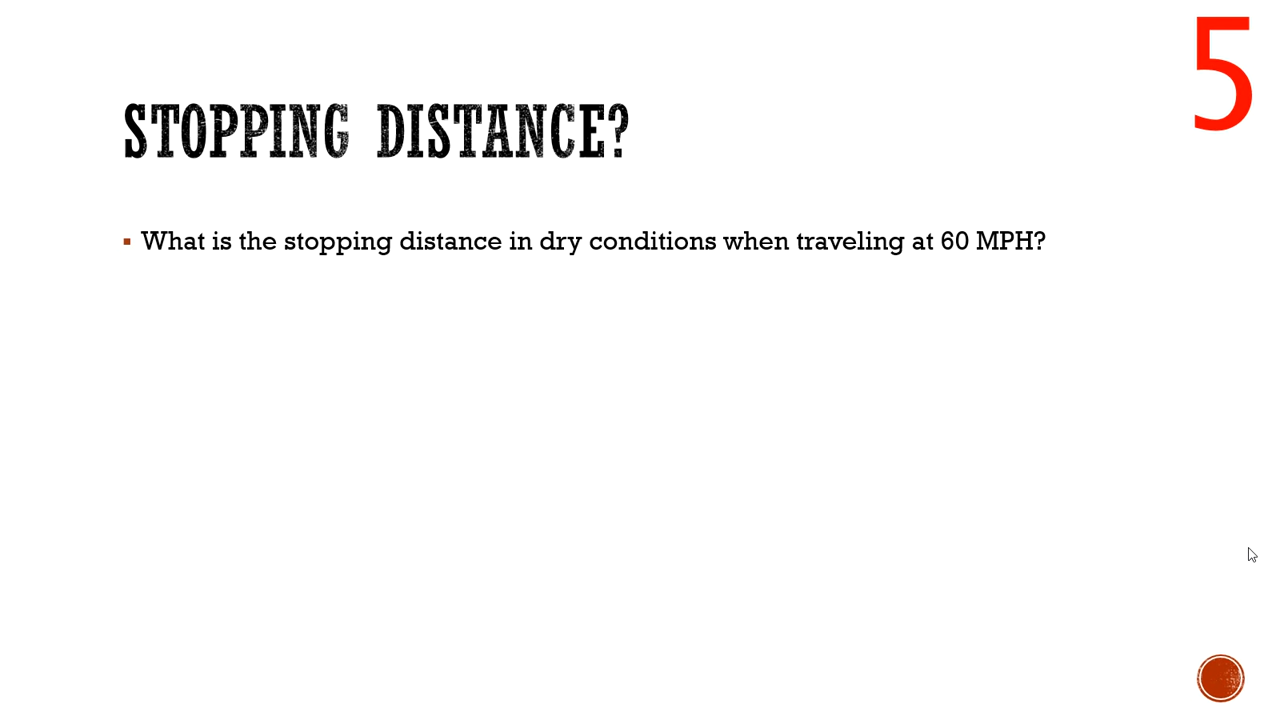 5
STOPPING DISTANCE?
▪ What is the stopping distance in dry conditions when traveling at 60 MPH?